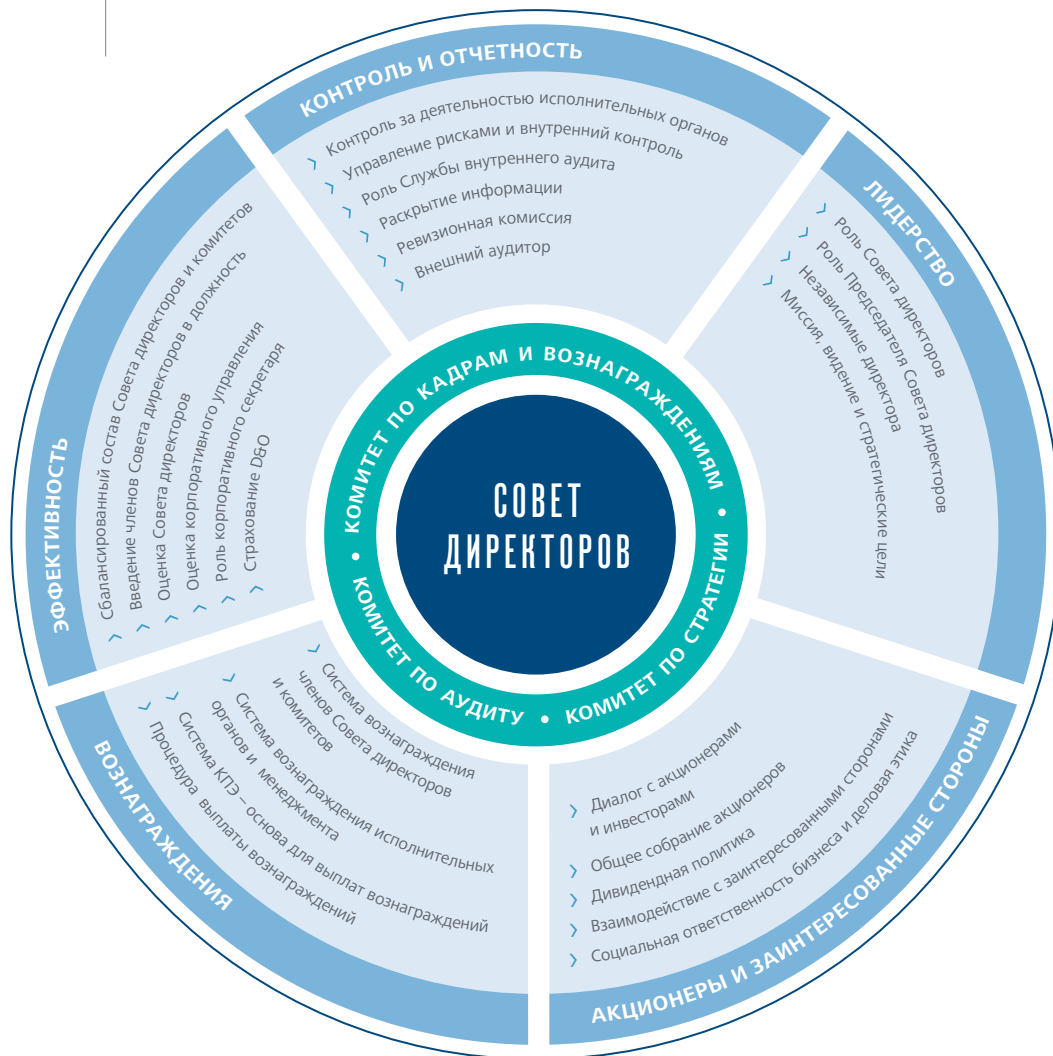 КОНТРОЛЬ И ОТЧЕТНОСТЬ
Контроль за деятельностью исполнительных органов
Управление рисками и внутренний контроль
Роль Службы внутреннего аудита
Раскрытие информации
Ревизионная комиссия
Внешний аудитор
ЛИДЕРСТВО
Роль Совета директоров
Роль Председателя Совета директоров
Независимые директора
Миссия, видение и стратегические цели
АКЦИОНЕРЫ И ЗАИНТЕРЕСОВАННЫЕ СТОРОНЫ
Диалог с акционерами
и инвесторами
Общее собрание акционеров
Дивидендная политика
Взаимодействие с заинтересованными сторонами
Социальная ответственность бизнеса и деловая этика
ВОЗНАГРАЖДЕНИЯ
Система вознаграждения
членов Совета директоров
и комитетов
Система вознаграждения исполнительных
органов и менеджмента
Система КПЭ – основа для выплат вознаграждений
Процедура выплаты вознаграждений
ЭФФЕКТИВНОСТЬ
Сбалансированный состав Совета директоров и комитетов
Введение членов Совета директоров в должность
Оценка Совета директоров
Оценка корпоративного управления
Роль корпоративного секретаря
Страхование D&O
КОМИТЕТ ПО КАДРАМ И ВОЗНАГРАЖДЕНИЯМ •
КОМИТЕТ ПО СТРАТЕГИИ •
КОМИТЕТ ПО АУДИТУ •
СОВЕТ
ДИРЕКТОРОВ